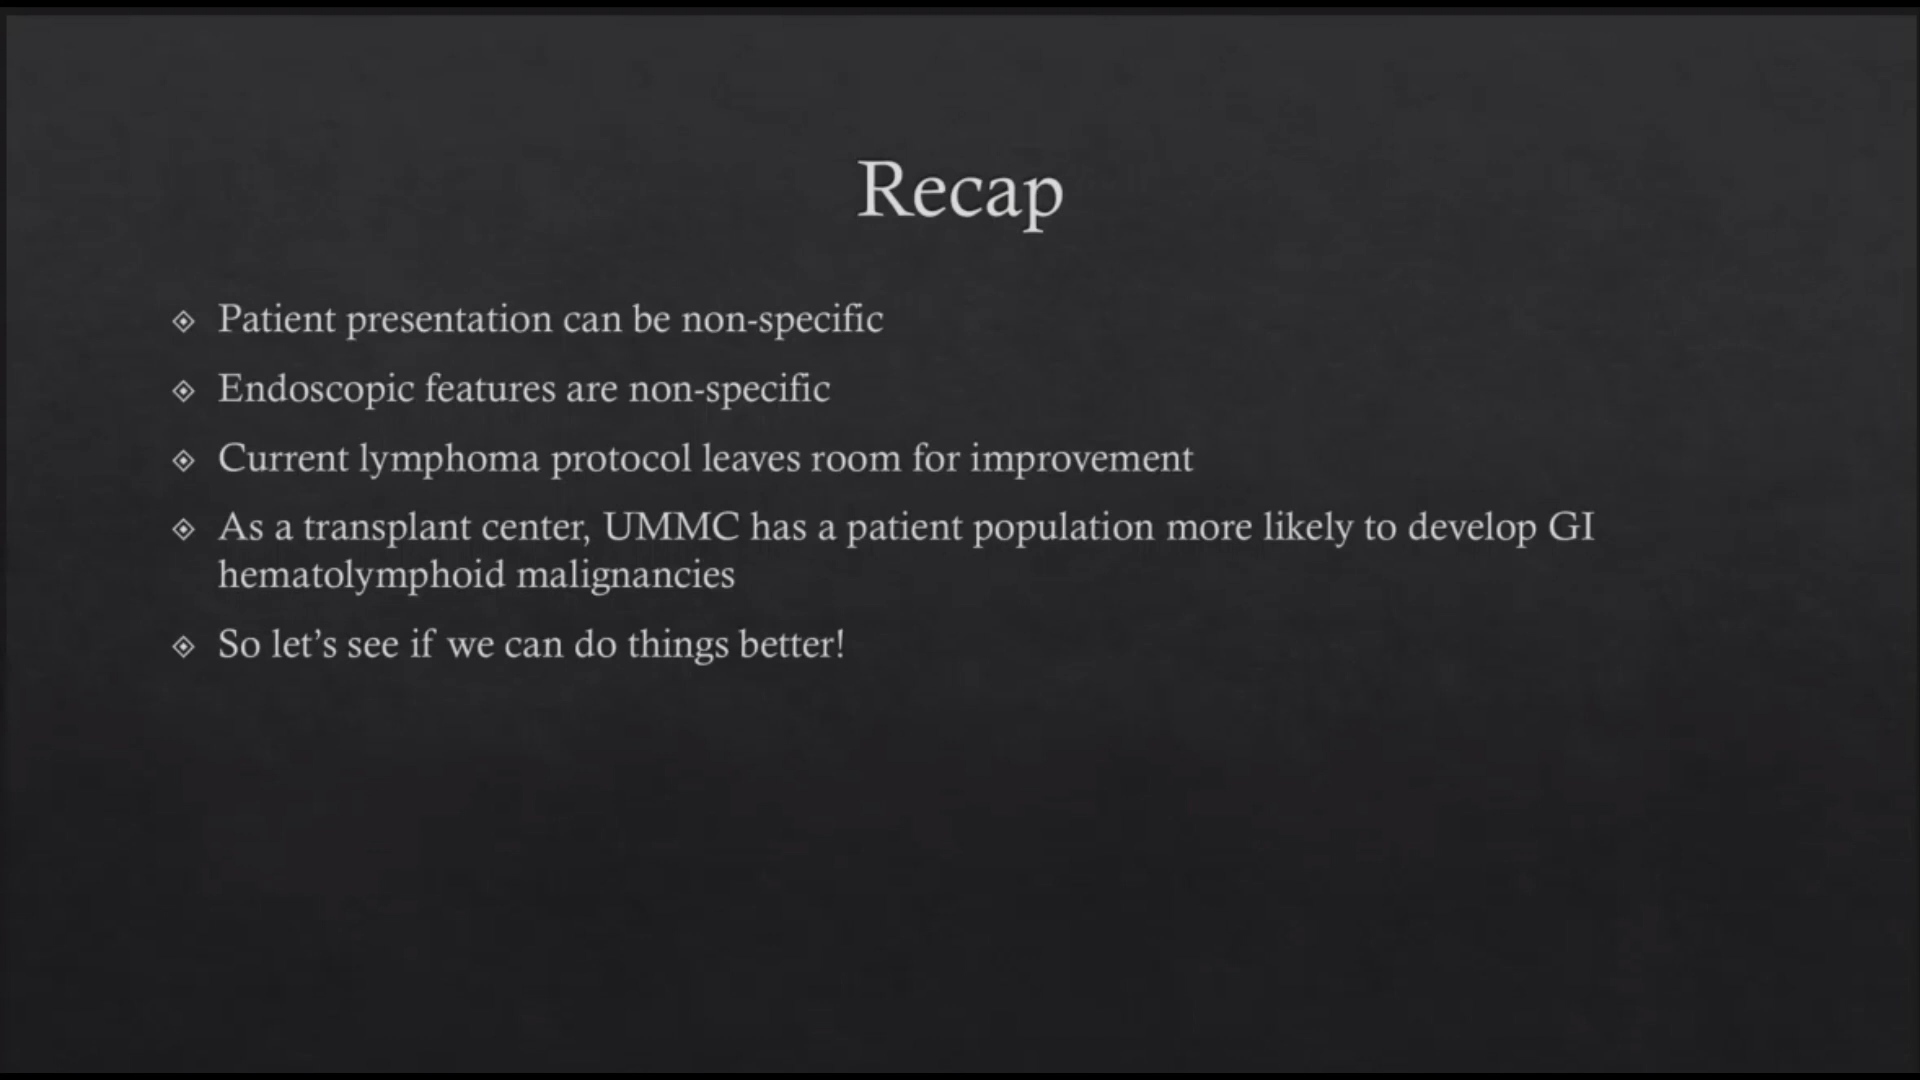 Recap
Patient presentation can be non-specific
Endoscopic features are non-specific
Current lymphoma protocol leaves room for improvement
As a transplant center, UMMC has a patient population more likely to develop GI
hematolymphoid malignancies
So let’s see if we can do things better!